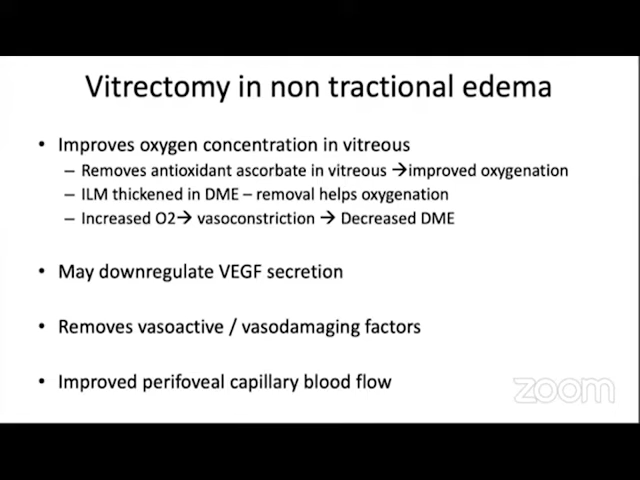 Vitrectomy in non tractional edema
• Improves oxygen concentration in vitreous
– Removes antioxidant ascorbate in vitreous →improved oxygenation
– ILM thickened in DME – removal helps oxygenation
– Increased O2→ vasoconstriction → Decreased DME
• May downregulate VEGF secretion
• Removes vasoactive / vasodamaging factors
• Improved perifoveal capillary blood flow
zoom